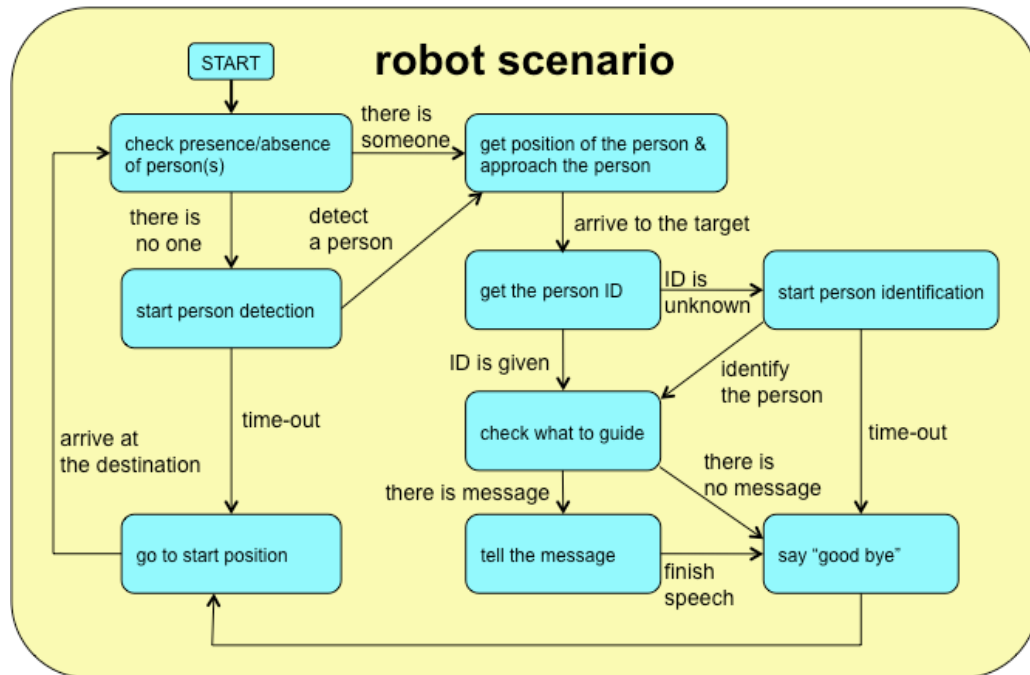 robot scenario
START
there is
someone
check presence/absence
of person(s)
get position of the person &
approach the person
there is
no one
detect
a person
arrive to the target
start person detection
get the person ID
ID is
unknown
start person identification
ID is given
identify
the person
time-out
arrive at
the destination
check what to guide
time-out
there is message
there is
no message
go to start position
tell the message
finish
speech
say “good bye”